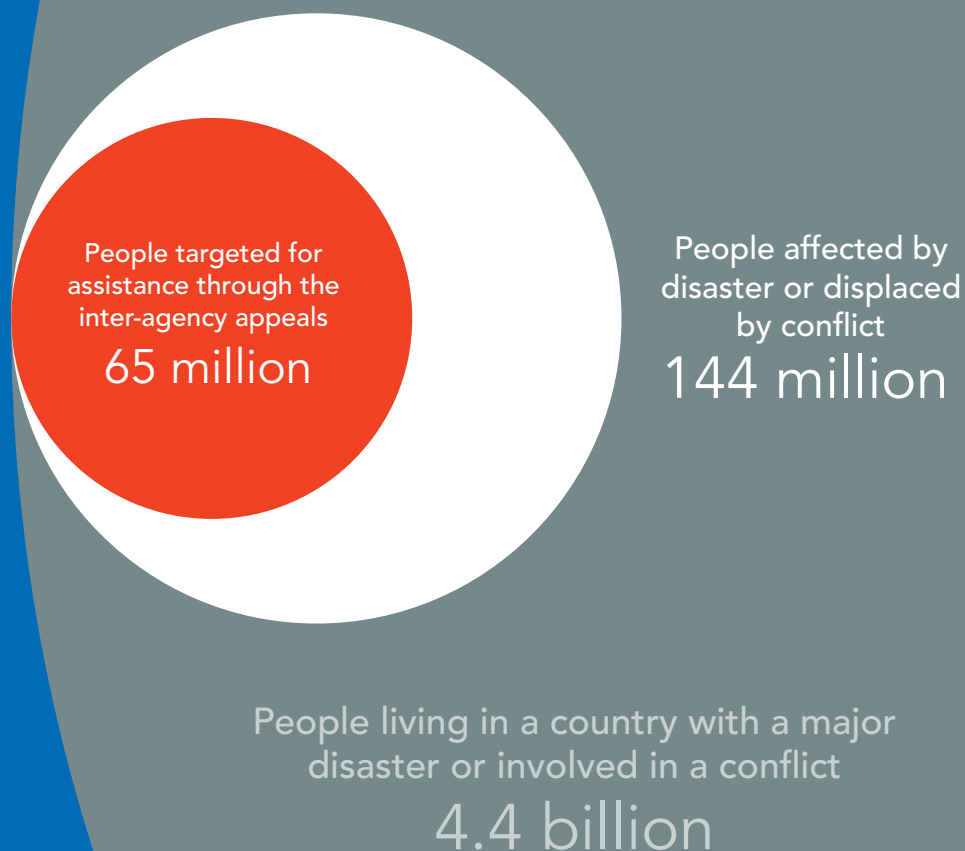 People targeted for
assistance through the
inter-agency appeals
65 million
People affected by
disaster or displaced
by conflict
144 million
People living in a country with a major
disaster or involved in a conflict
4.4 billion